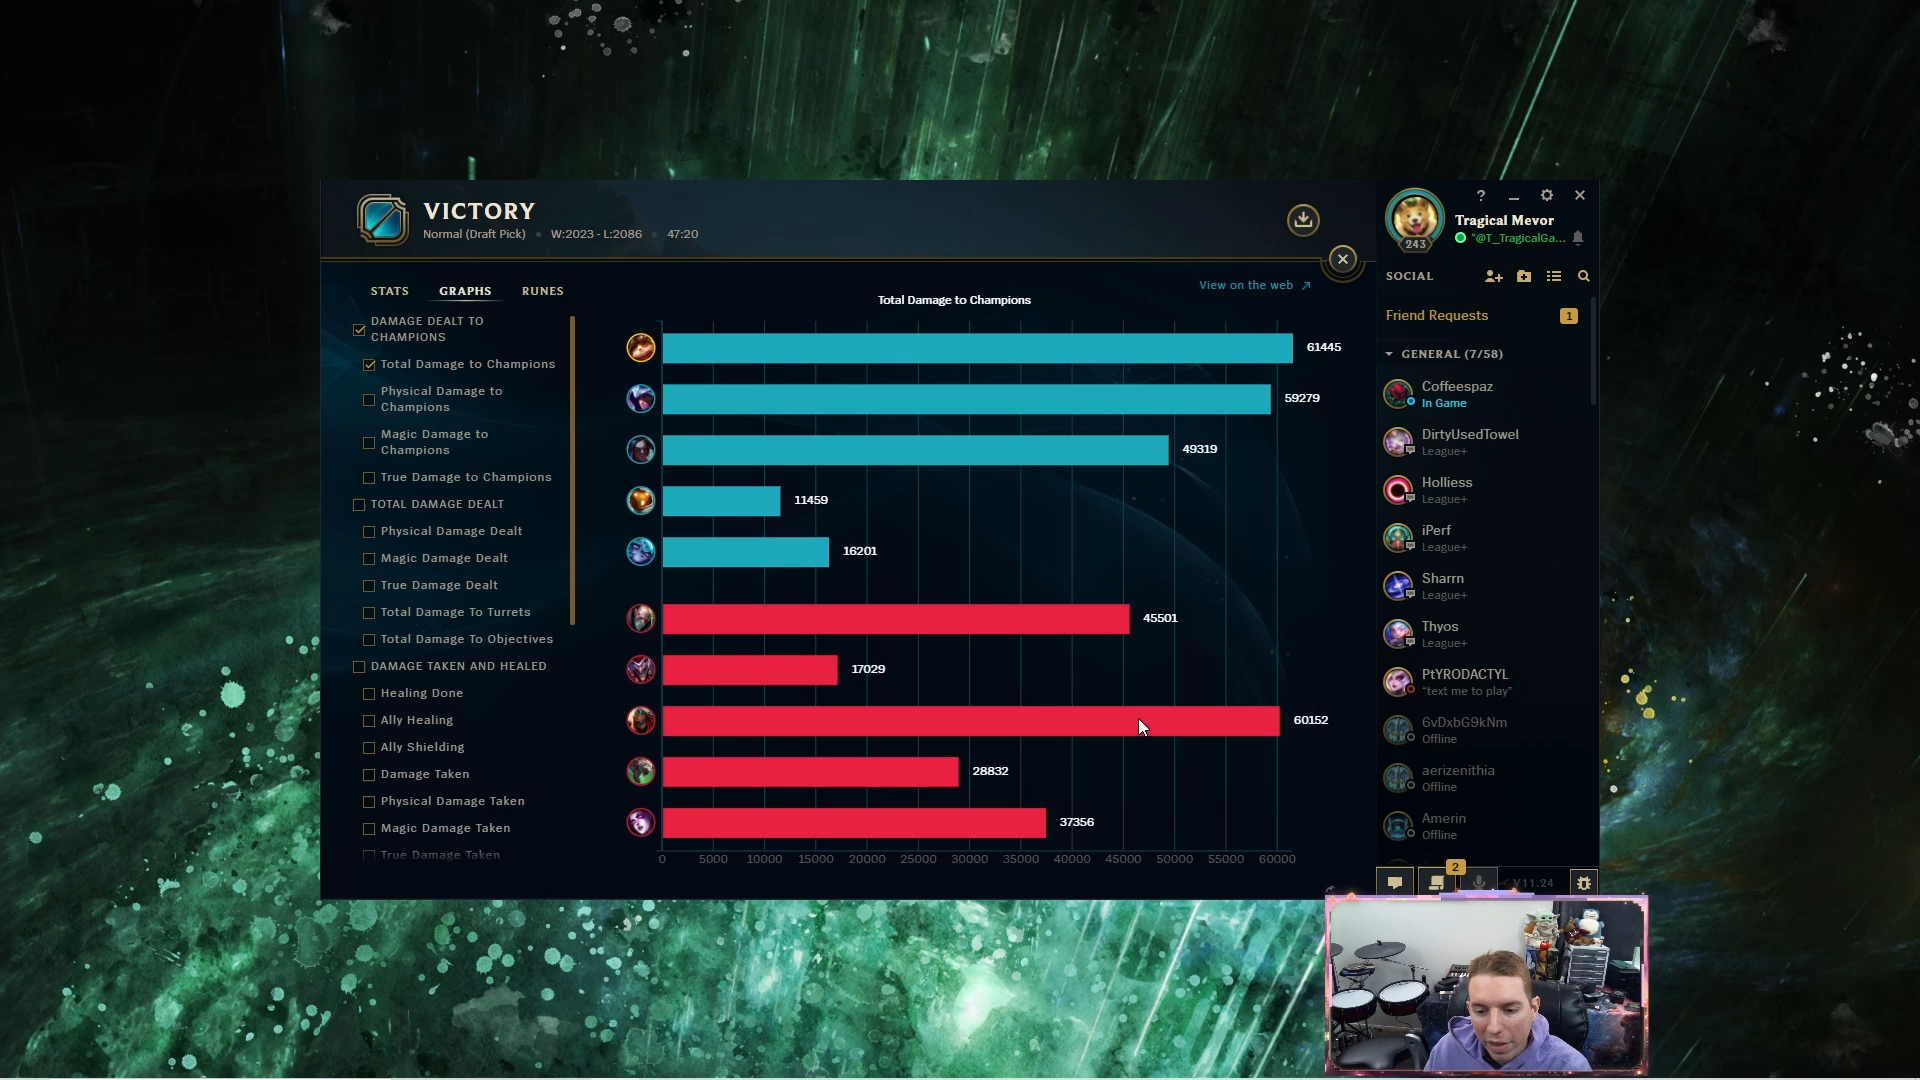 VICTORY
Normal (Draft Pick) • W:2023 - L:2086 • 47:20
STATS GRAPHS RUNES
DAMAGE DEALT TO
CHAMPIONS
Total Damage to Champions
Physical Damage to
Champions
Magic Damage to
Champions
True Damage to Champions
TOTAL DAMAGE DEALT
Physical Damage Dealt
Magic Damage Dealt
True Damage Dealt
Total Damage To Turrets
Total Damage To Objectives
DAMAGE TAKEN AND HEALED
Healing Done
Ally Healing
Ally Shielding
Damage Taken
Physical Damage Taken
Magic Damage Taken
True Damage Taken
View on the web
Total Damage to Champions
61445
59279
49319
11459
16201
45501
17029
60152
28832
37356
0 5000 10000 15000 20000 25000 30000 35000 40000 45000 50000 55000 60000
?
243
Tragical Mevor
"@T_TragicalGa...
SOCIAL
Friend Requests 1
GENERAL (7/58)
Coffeespaz
In Game
DirtyUsedTowel
League+
Holliess
League+
iPerf
League+
Sharrn
League+
Thyos
League+
PtYRODACTYL
"text me to play"
6vDxbG9kNm
Offline
aerizenithia
Offline
Amerin
Offline
2
V11.24